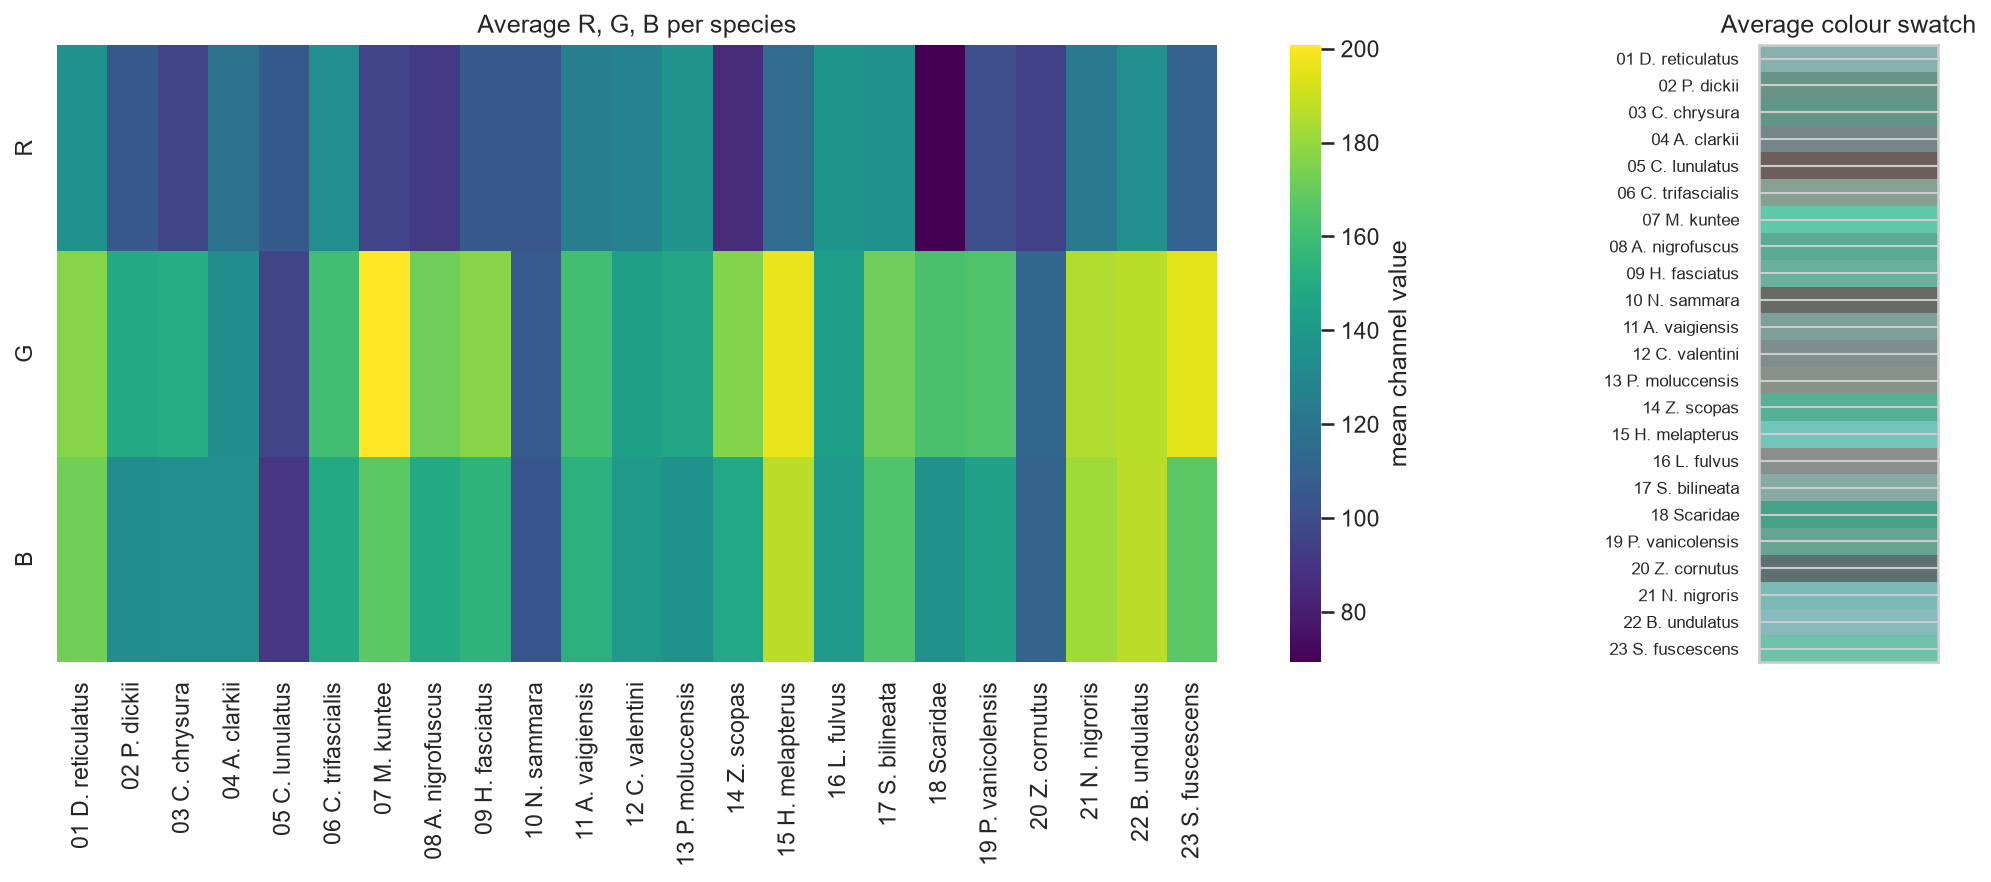 Average R, G, B per species
R
G
B
01 D. reticulatus
02 P. dickii
03 C. chrysura
04 A. clarkii
05 C. lunulatus
06 C. trifascialis
07 M. kuntee
08 A. nigrofuscus
09 H. fasciatus
10 N. sammara
11 A. vaigiensis
12 C. valentini
13 P. moluccensis
14 Z. scopas
15 H. melapterus
16 L. fulvus
17 S. bilineata
18 Scaridae
19 P. vanicolensis
20 Z. cornutus
21 N. nigroris
22 B. undulatus
23 S. fuscescens
200
180
160
140
120
100
80
mean channel value
Average colour swatch
01 D. reticulatus
02 P. dickii
03 C. chrysura
04 A. clarkii
05 C. lunulatus
06 C. trifascialis
07 M. kuntee
08 A. nigrofuscus
09 H. fasciatus
10 N. sammara
11 A. vaigiensis
12 C. valentini
13 P. moluccensis
14 Z. scopas
15 H. melapterus
16 L. fulvus
17 S. bilineata
18 Scaridae
19 P. vanicolensis
20 Z. cornutus
21 N. nigroris
22 B. undulatus
23 S. fuscescens